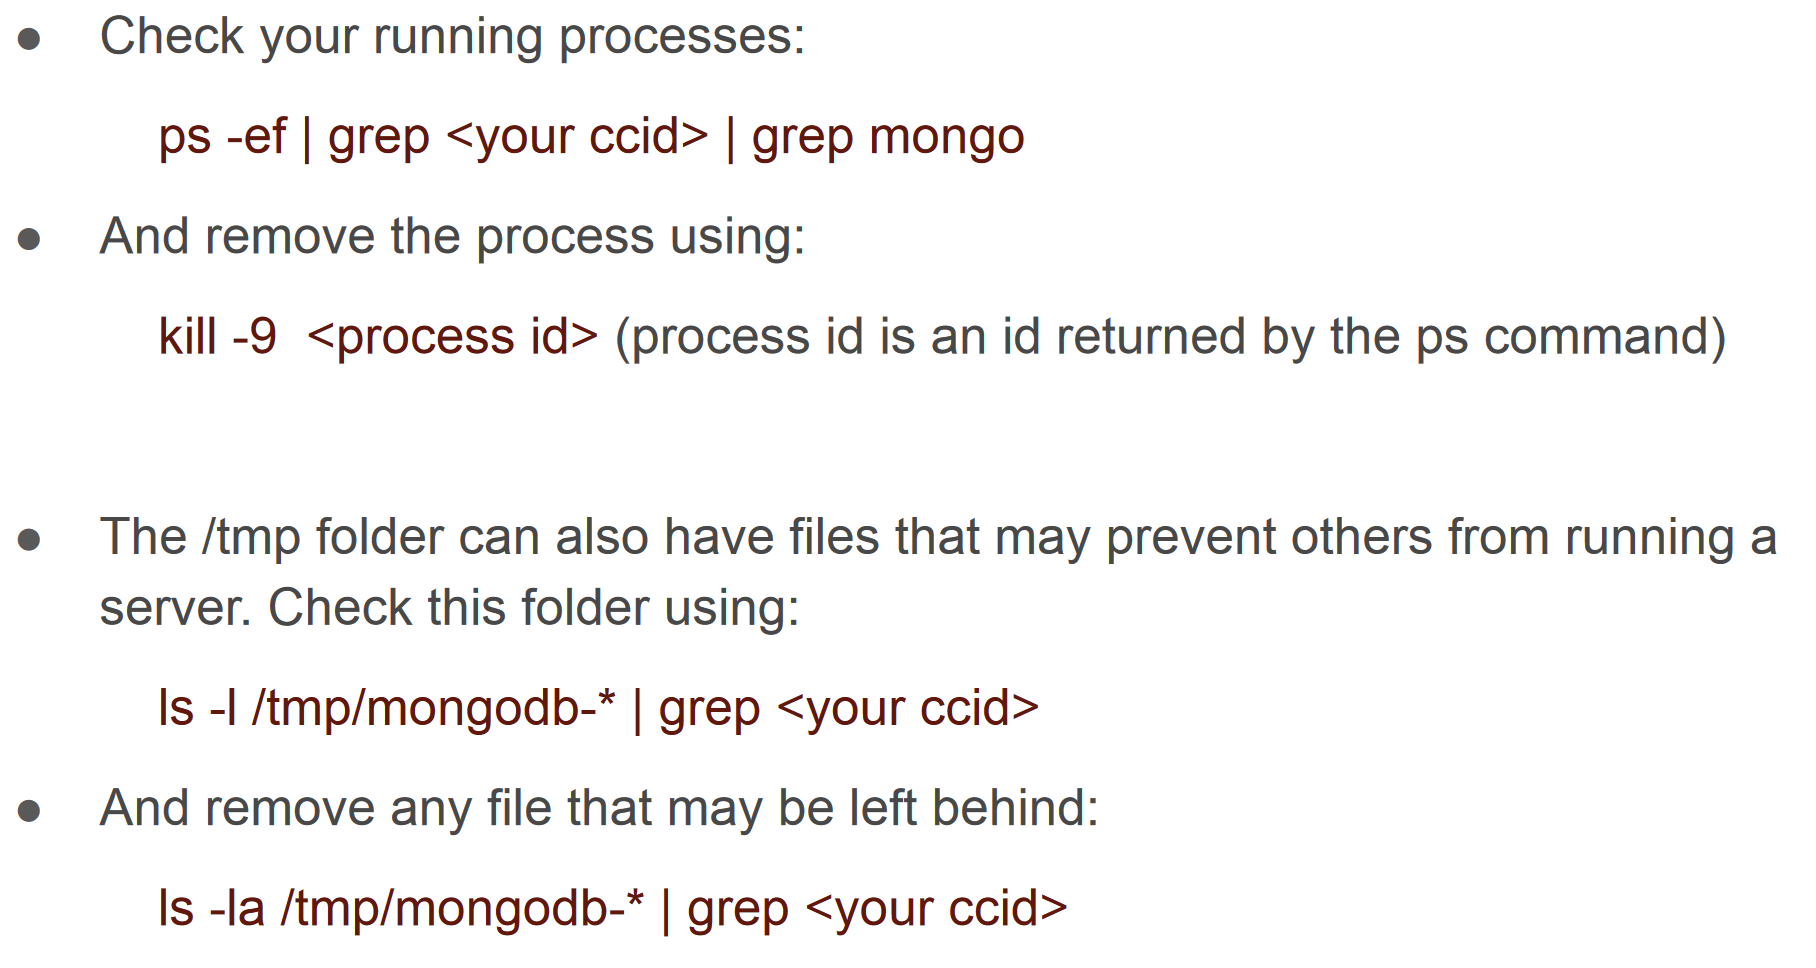 ● Check your running processes:
ps -ef | grep <your ccid> | grep mongo
● And remove the process using:
kill -9  <process id> (process id is an id returned by the ps command)
● The /tmp folder can also have files that may prevent others from running a
server. Check this folder using:
ls -l /tmp/mongodb-* | grep <your ccid>
● And remove any file that may be left behind:
ls -la /tmp/mongodb-* | grep <your ccid>